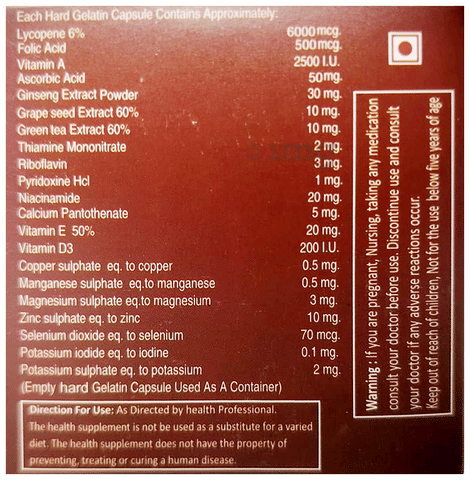 Each Hard Gelatin Capsule Contains Approximately:
Lycopene 6% 6000mcg.
Folic Acid 500mcg.
Vitamin A 2500 I.U.
Ascorbic Acid 50mg.
Ginseng Extract Powder 30 mg.
Grape seed Extract 60% 10 mg.
Green tea Extract 60% 10 mg.
Thiamine Mononitrate 2 mg.
Riboflavin 3 mg.
Pyridoxine Hcl 1 mg.
Niacinamide 20 mg.
Calcium Pantothenate 5 mg.
Vitamin E 50% 20 mg.
Vitamin D3 200 I.U.
Copper sulphate eq. to copper 0.5 mg.
Manganese sulphate eq.to manganese 0.5 mg.
Magnesium sulphate eq.to magnesium 3 mg.
Zinc sulphate eq. to zinc 10 mg.
Selenium dioxide eq. to selenium 70 mcg.
Potassium iodide eq. to iodine 0.1 mg.
Potassium sulphate eq. to potassium 2 mg.
(Empty hard Gelatin Capsule Used As A Container)
Direction For Use: As Directed by health Professional.
The health supplement is not be used as a substitute for a varied
diet. The health supplement does not have the property of
preventing, treating or curing a human disease.
Warning : If you are pregnant, Nursing, taking any medication
consult your doctor before use. Discontinue use and consult
your doctor if any adverse reactions occur.
Keep out of reach of children, Not for the use below five years of age